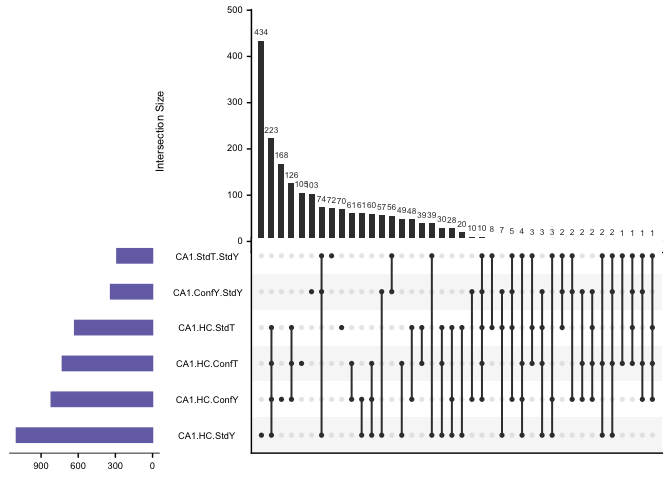 500
434
400
Intersection Size
300
223
200
168
126
105 103
100
74 72 70 61 61 60 57 56 49 48 39 39 30 28 20 10 10 8 7 5 4 3 3 2 2 2 2 2 2 1 1 1 1
0
CA1.StdT.StdY
CA1.ConfY.StdY
CA1.HC.StdT
CA1.HC.ConfT
CA1.HC.ConfY
CA1.HC.StdY
900 600 300 0